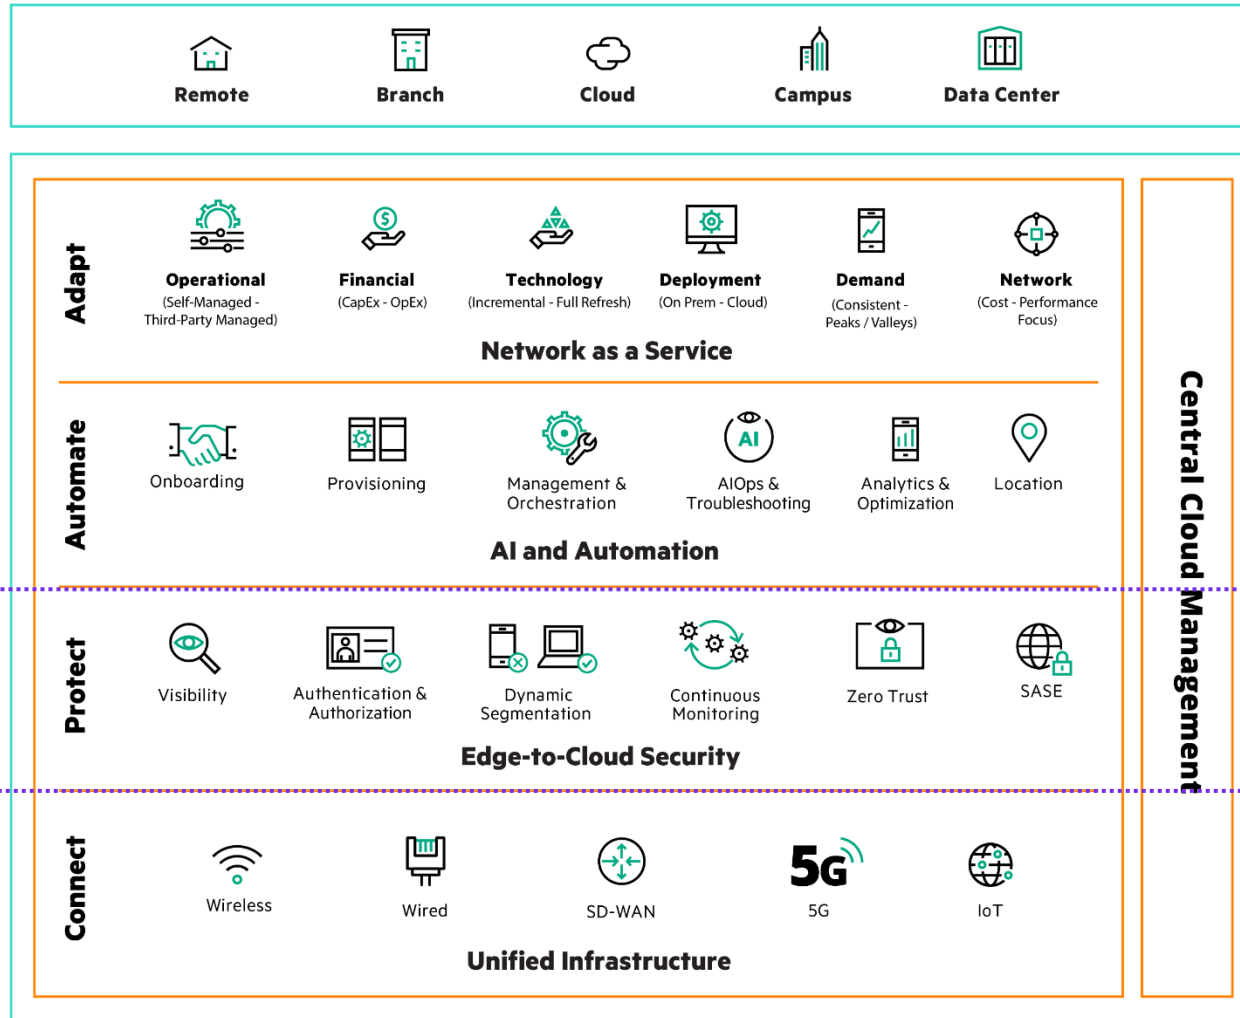 Remote
Branch
Cloud
Campus
Data Center
Adapt
Operational
(Self-Managed -
Third-Party Managed)
Financial
(CapEx - OpEx)
Technology
(Incremental - Full Refresh)
Deployment
(On Prem - Cloud)
Demand
(Consistent -
Peaks / Valleys)
Network
(Cost - Performance
Focus)
Network as a Service
Automate
Onboarding
Provisioning
Management &
Orchestration
AI
AIOps &
Troubleshooting
Analytics &
Optimization
Location
AI and Automation
Protect
Visibility
Authentication &
Authorization
Dynamic
Segmentation
Continuous
Monitoring
Zero Trust
SASE
Edge-to-Cloud Security
Connect
Wireless
Wired
SD-WAN
5G
5G
IoT
Unified Infrastructure
Central Cloud Management